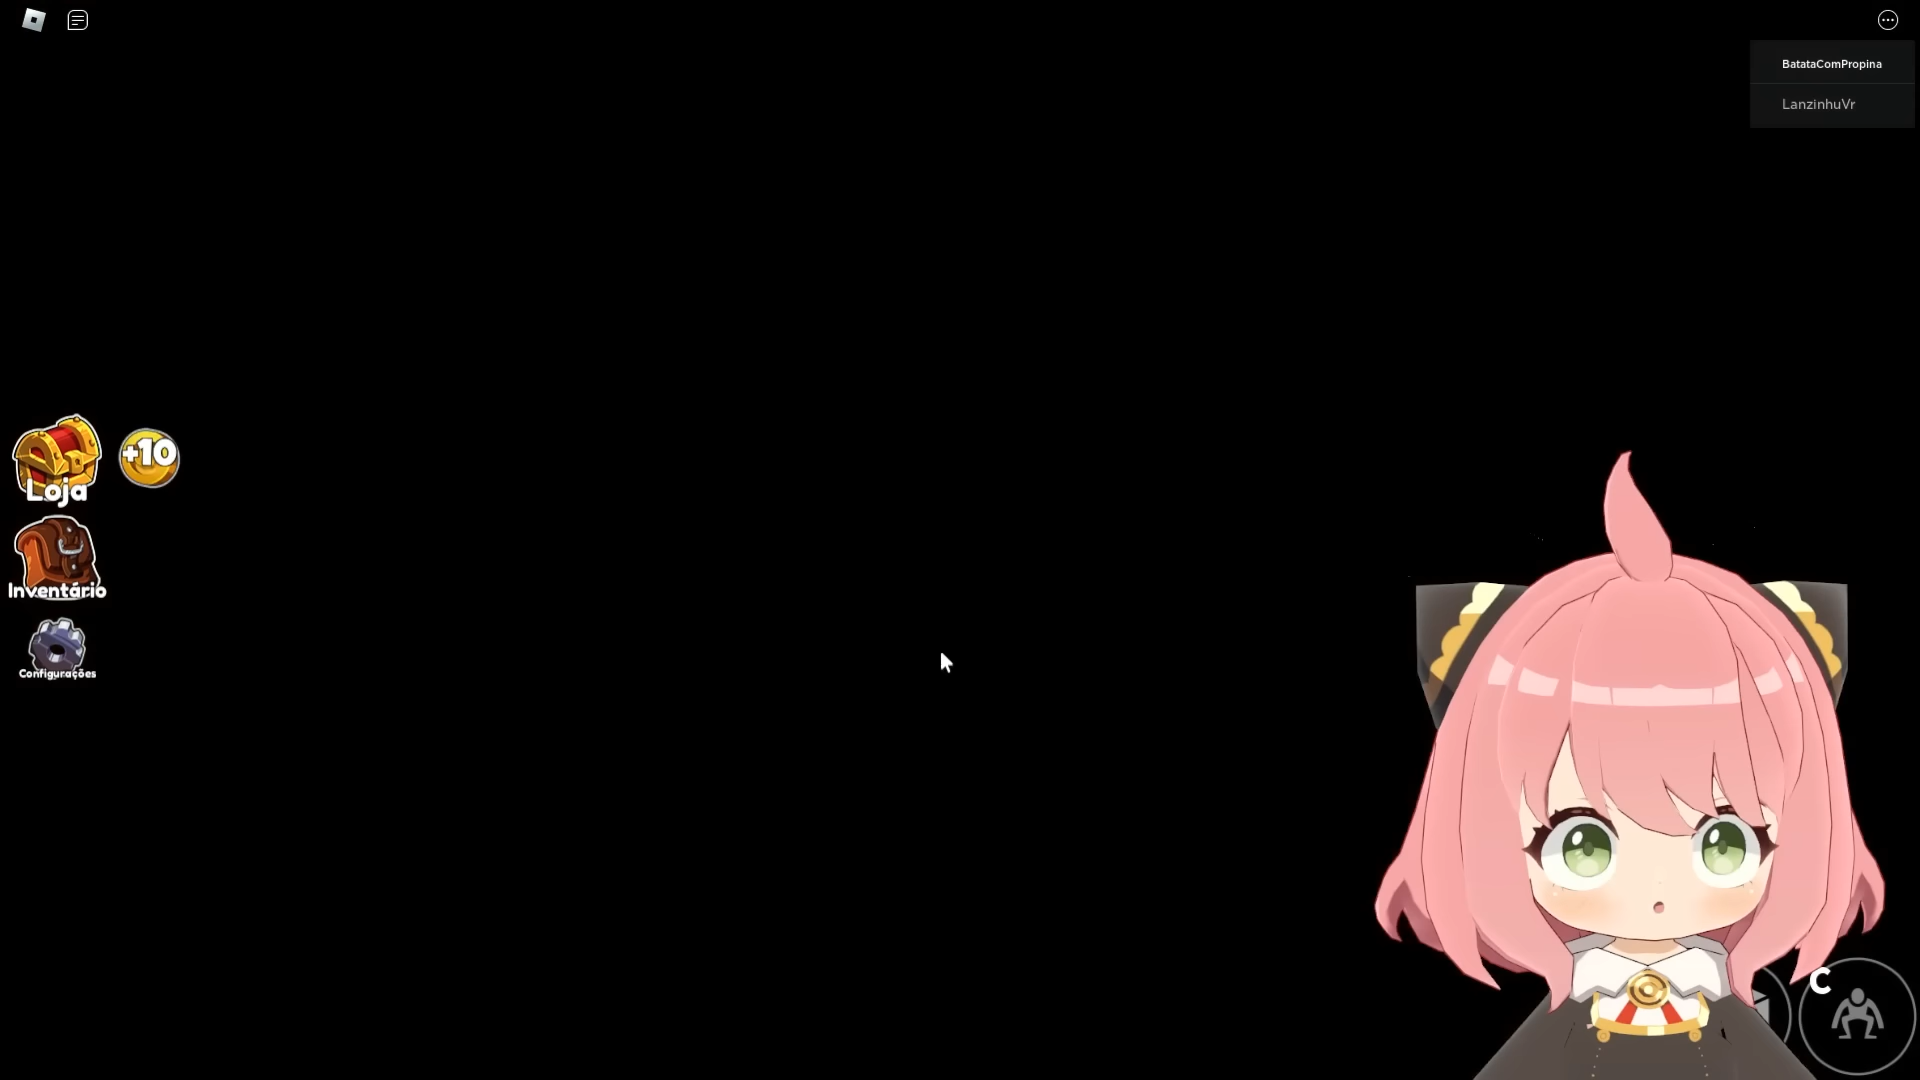 BatataComPropina
LanzinhuVr
+10
Loja
Inventário
Configurações
C